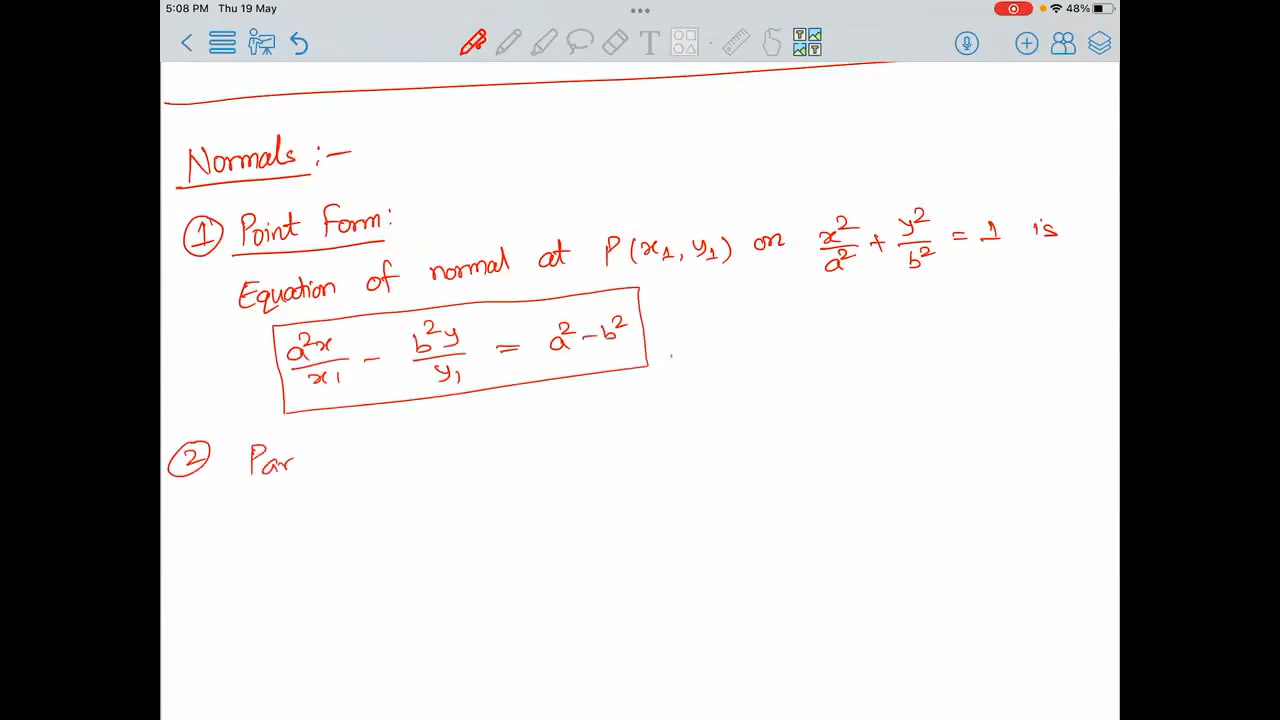 5:08 PM Thu 19 May
48%
Normals :-
① Point Form:
Equation of normal at P(x₁, y₁) on x²/a² + y²/b² = 1 is
a²x/x₁ - b²y/y₁ = a² - b²
② Par